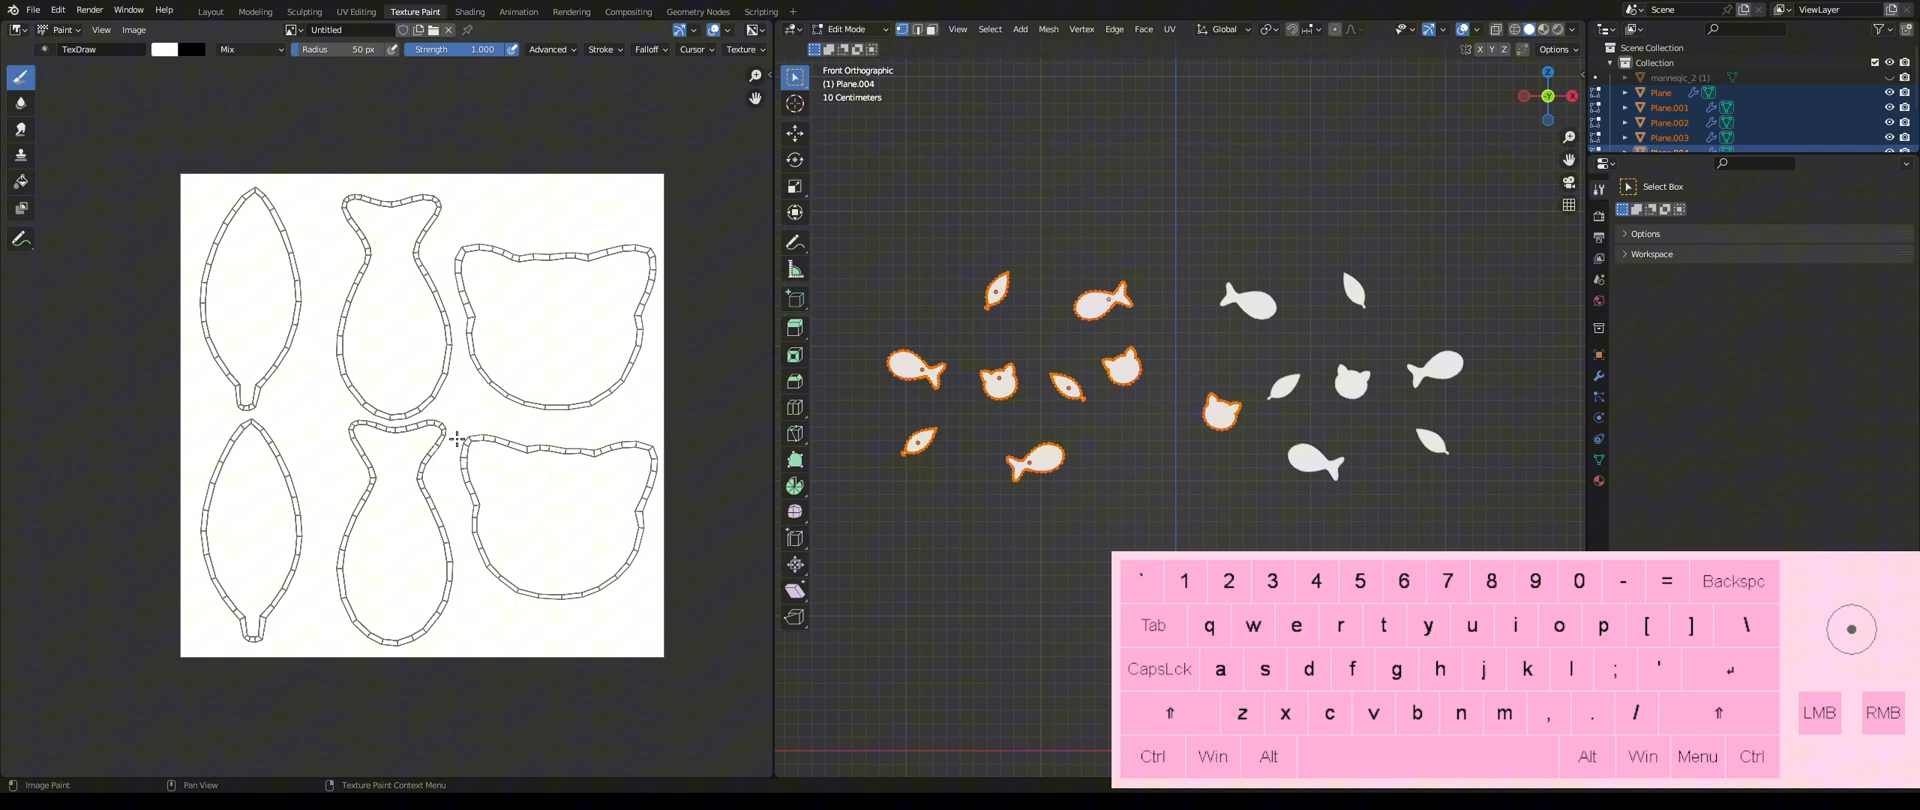 File Edit Render Window Help Layout Modeling Sculpting UV Editing Texture Paint Shading Animation Rendering Compositing Geometry Nodes Scripting Scene ViewLayer
Paint View Image Untitled
TexDraw Mix Radius 50 px Strength 1.000 Advanced Stroke Falloff Cursor Texture
Edit Mode View Select Add Mesh Vertex Edge Face UV Global
X Y Z Options
Front Orthographic
(1) Plane.004
10 Centimeters
Z
-Y
X
Scene Collection
Collection
manneqic_2 (1)
Plane
Plane.001
Plane.002
Plane.003
Select Box
Options
Workspace
` 1 2 3 4 5 6 7 8 9 0 - = Backspc
Tab q w e r t y u i o p [ ] \
CapsLck a s d f g h j k l ; ' ↵
⇧ z x c v b n m , . / ⇧
Ctrl Win Alt Alt Win Menu Ctrl
LMB RMB
Image Paint Pan View Texture Paint Context Menu